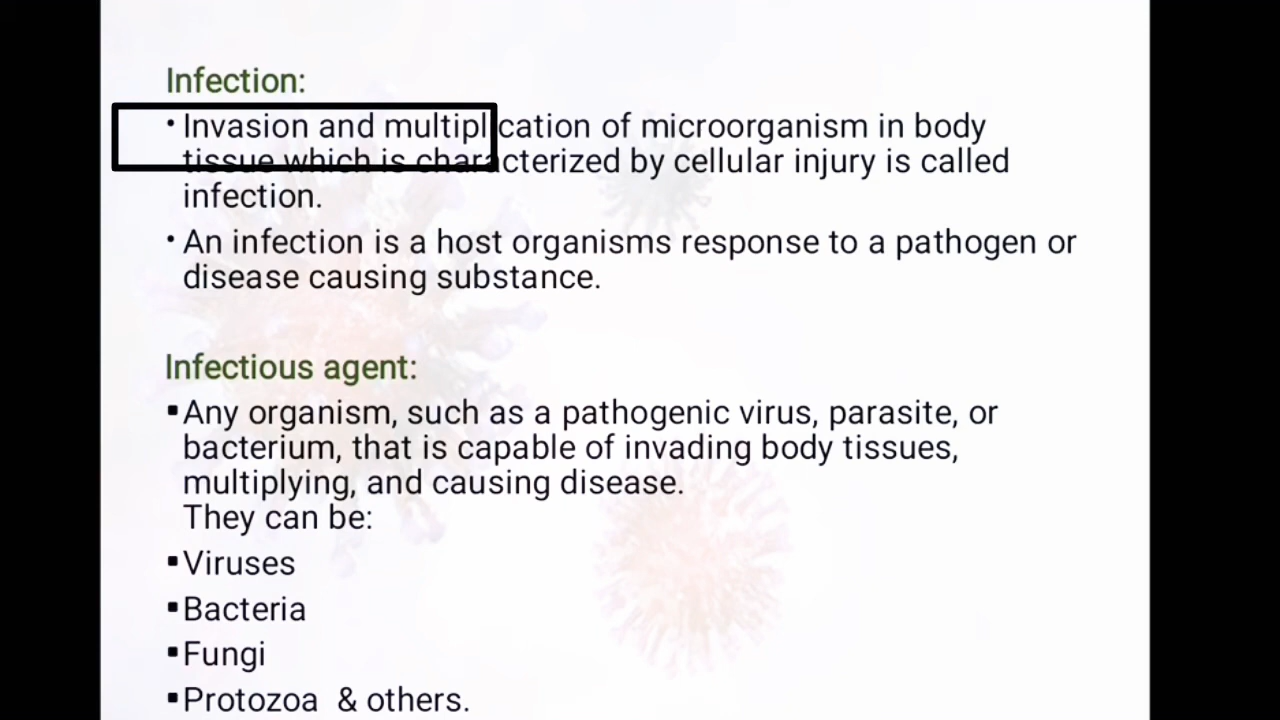 Infection:
• Invasion and multiplication of microorganism in body
tissue which is characterized by cellular injury is called
infection.
• An infection is a host organisms response to a pathogen or
disease causing substance.
Infectious agent:
▪Any organism, such as a pathogenic virus, parasite, or
bacterium, that is capable of invading body tissues,
multiplying, and causing disease.
They can be:
▪Viruses
▪Bacteria
▪Fungi
▪Protozoa & others.